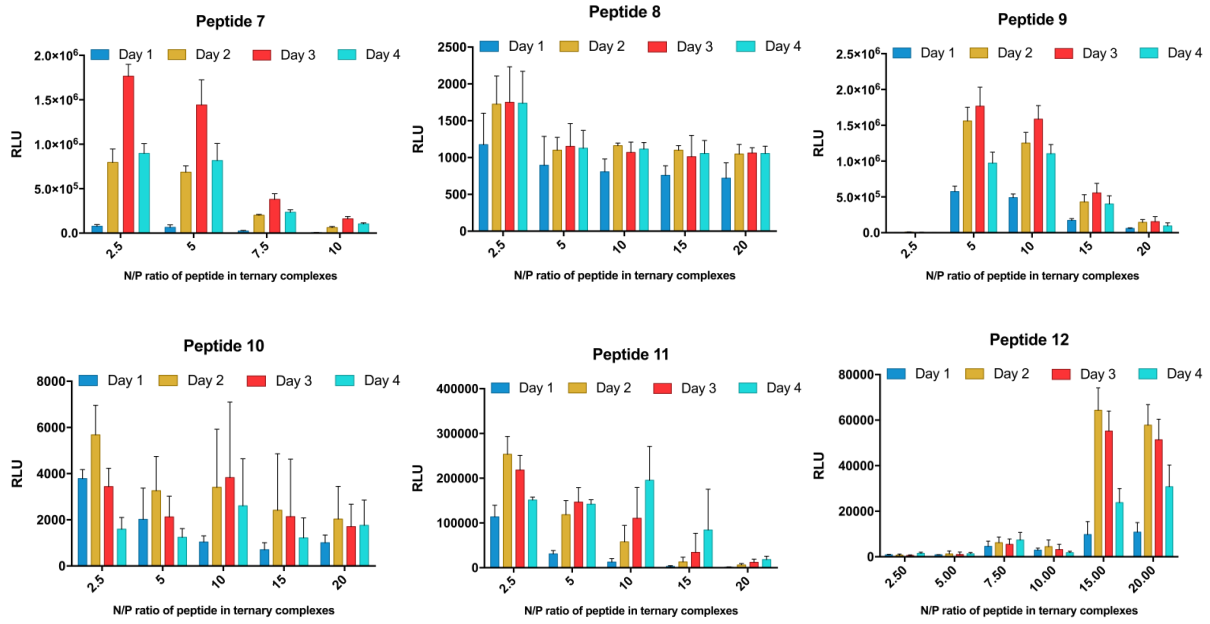 Peptide 7
Day 1 Day 2 Day 3 Day 4
2.0×10⁶
1.5×10⁶
1.0×10⁶
5.0×10⁵
0.0
RLU
2.5 5 7.5 10
N/P ratio of peptide in ternary complexes
Peptide 8
Day 1 Day 2 Day 3 Day 4
2500
2000
1500
1000
500
0
RLU
2.5 5 10 15 20
N/P ratio of peptide in ternary complexes
Peptide 9
Day 1 Day 2 Day 3 Day 4
2.5×10⁶
2.0×10⁶
1.5×10⁶
1.0×10⁶
5.0×10⁵
0.0
RLU
2.5 5 10 15 20
N/P ratio of peptide in ternary complexes
Peptide 10
Day 1 Day 2 Day 3 Day 4
8000
6000
4000
2000
0
RLU
2.5 5 10 15 20
N/P ratio of peptide in ternary complexes
Peptide 11
Day 1 Day 2 Day 3 Day 4
400000
300000
200000
100000
0
RLU
2.5 5 10 15 20
N/P ratio of peptide in ternary complexes
Peptide 12
Day 1 Day 2 Day 3 Day 4
80000
60000
40000
20000
0
RLU
2.50 5.00 7.50 10.00 15.00 20.00
N/P ratio of peptide in ternary complexes